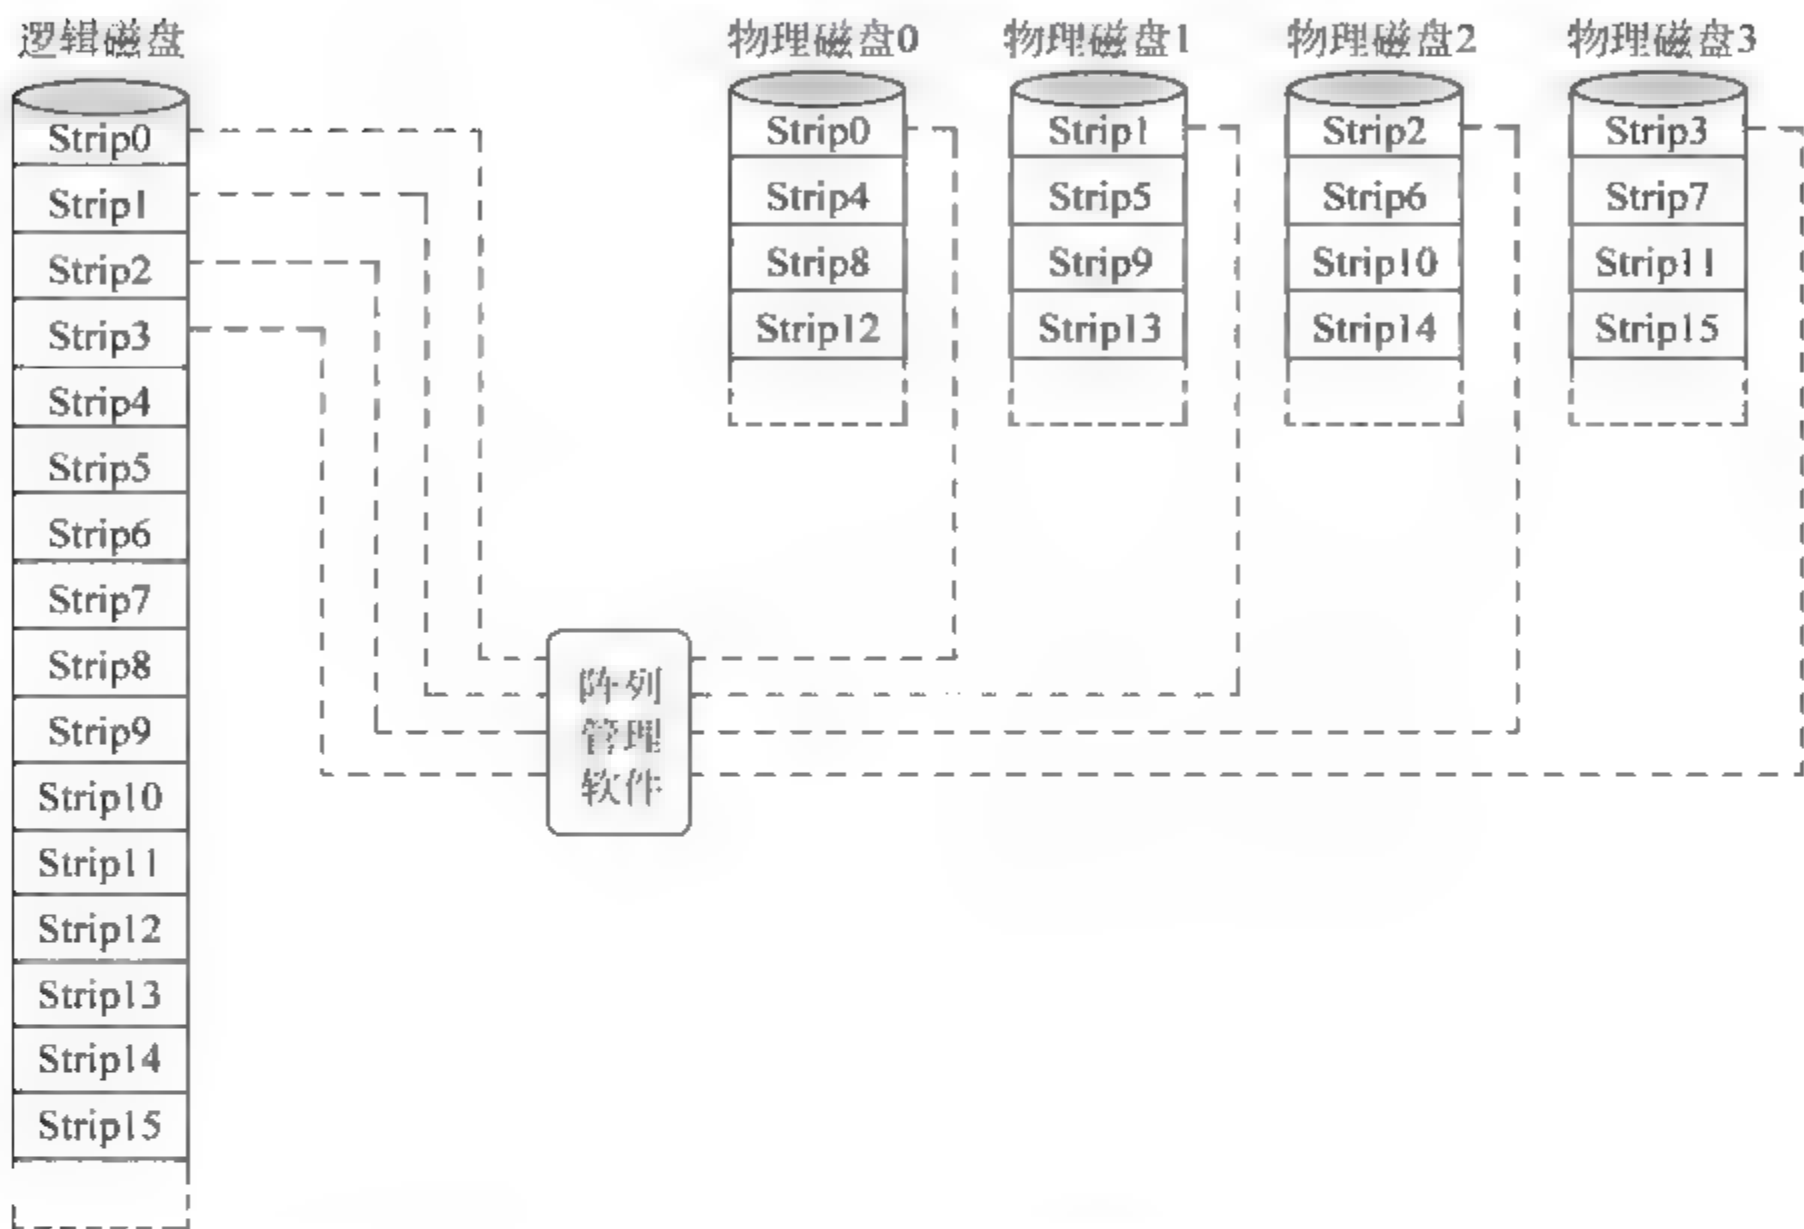 逻辑磁盘
Strip0
Strip1
Strip2
Strip3
Strip4
Strip5
Strip6
Strip7
Strip8
Strip9
Strip10
Strip11
Strip12
Strip13
Strip14
Strip15
物理磁盘0
Strip0
Strip4
Strip8
Strip12
物理磁盘1
Strip1
Strip5
Strip9
Strip13
物理磁盘2
Strip2
Strip6
Strip10
Strip14
物理磁盘3
Strip3
Strip7
Strip11
Strip15
阵列
管理
软件